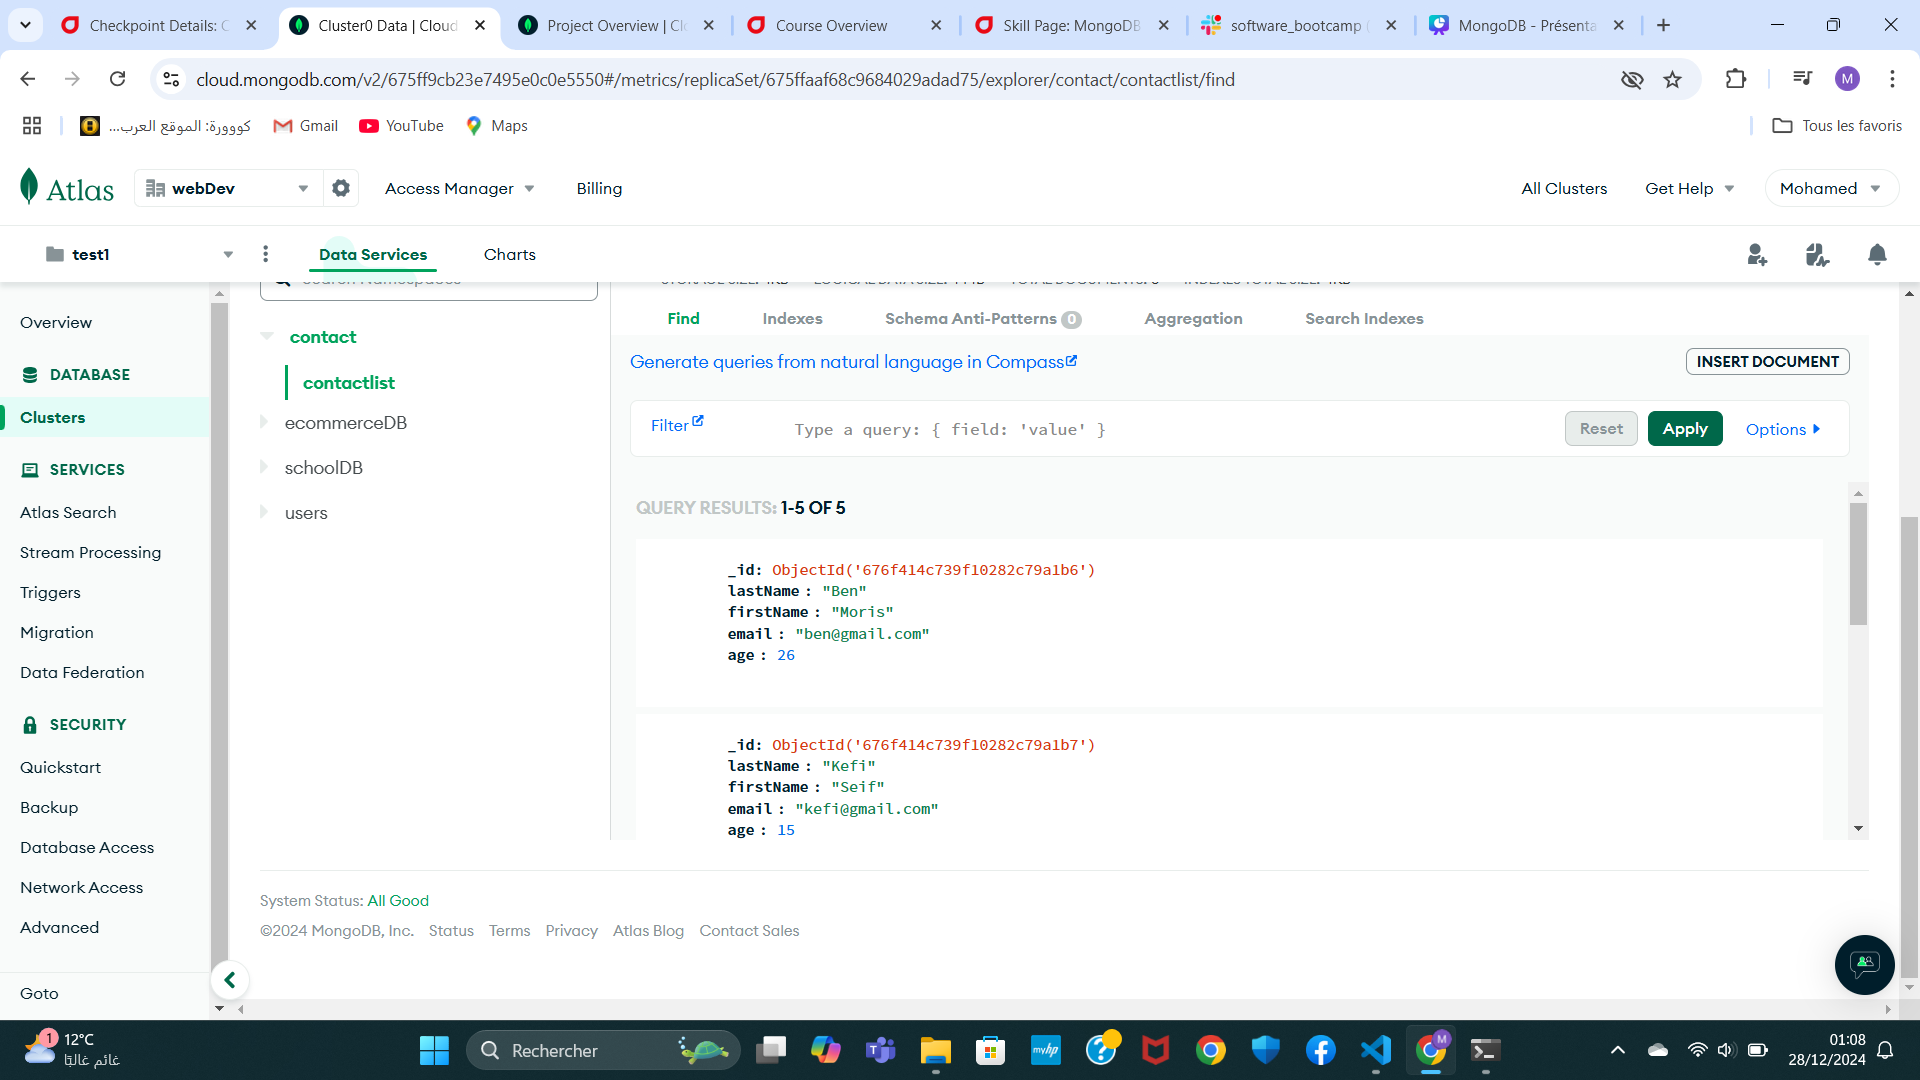 Checkpoint Details: C
Cluster0 Data | Cloud
Project Overview | Clo
Course Overview
Skill Page: MongoDB
software_bootcamp (
MongoDB - Présenta
cloud.mongodb.com/v2/675ff9cb23e7495e0c0e5550#/metrics/replicaSet/675ffaaf68c9684029adad75/explorer/contact/contactlist/find
M
كووورة: الموقع العرب...
Gmail
YouTube
Maps
Tous les favoris
Atlas
webDev
Access Manager
Billing
All Clusters
Get Help
Mohamed
test1
Data Services
Charts
Overview
DATABASE
Clusters
SERVICES
Atlas Search
Stream Processing
Triggers
Migration
Data Federation
SECURITY
Quickstart
Backup
Database Access
Network Access
Advanced
Goto
contact
contactlist
ecommerceDB
schoolDB
users
Find
Indexes
Schema Anti-Patterns 0
Aggregation
Search Indexes
Generate queries from natural language in Compass
INSERT DOCUMENT
Filter
Type a query: { field: 'value' }
Reset
Apply
Options
QUERY RESULTS: 1-5 OF 5
_id: ObjectId('676f414c739f10282c79a1b6')
lastName : "Ben"
firstName : "Moris"
email : "ben@gmail.com"
age : 26
_id: ObjectId('676f414c739f10282c79a1b7')
lastName : "Kefi"
firstName : "Seif"
email : "kefi@gmail.com"
age : 15
System Status: All Good
©2024 MongoDB, Inc. Status Terms Privacy Atlas Blog Contact Sales
1
12°C
غائم غالبًا
Rechercher
myhp
M
01:08
28/12/2024